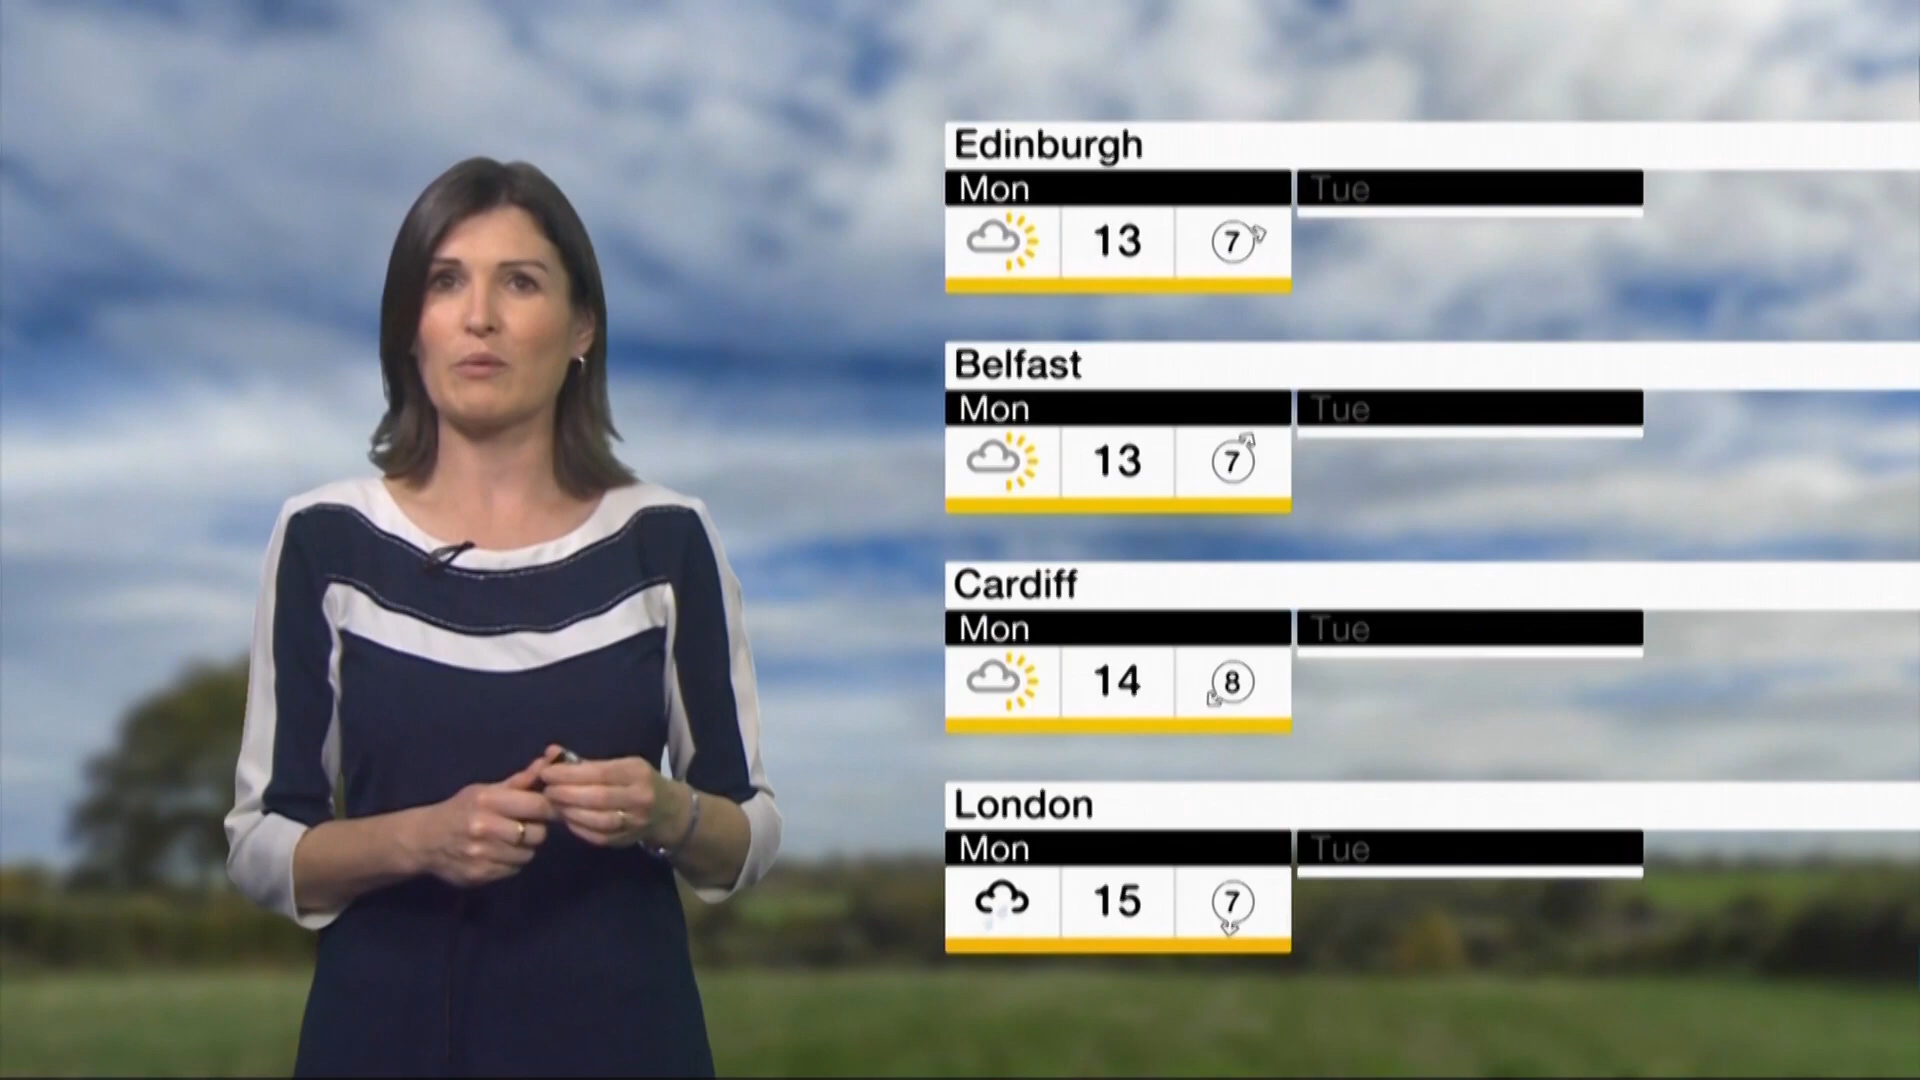 Edinburgh
Mon Tue
13 7
Belfast
Mon Tue
13 7
Cardiff
Mon Tue
14 8
London
Mon Tue
15 7